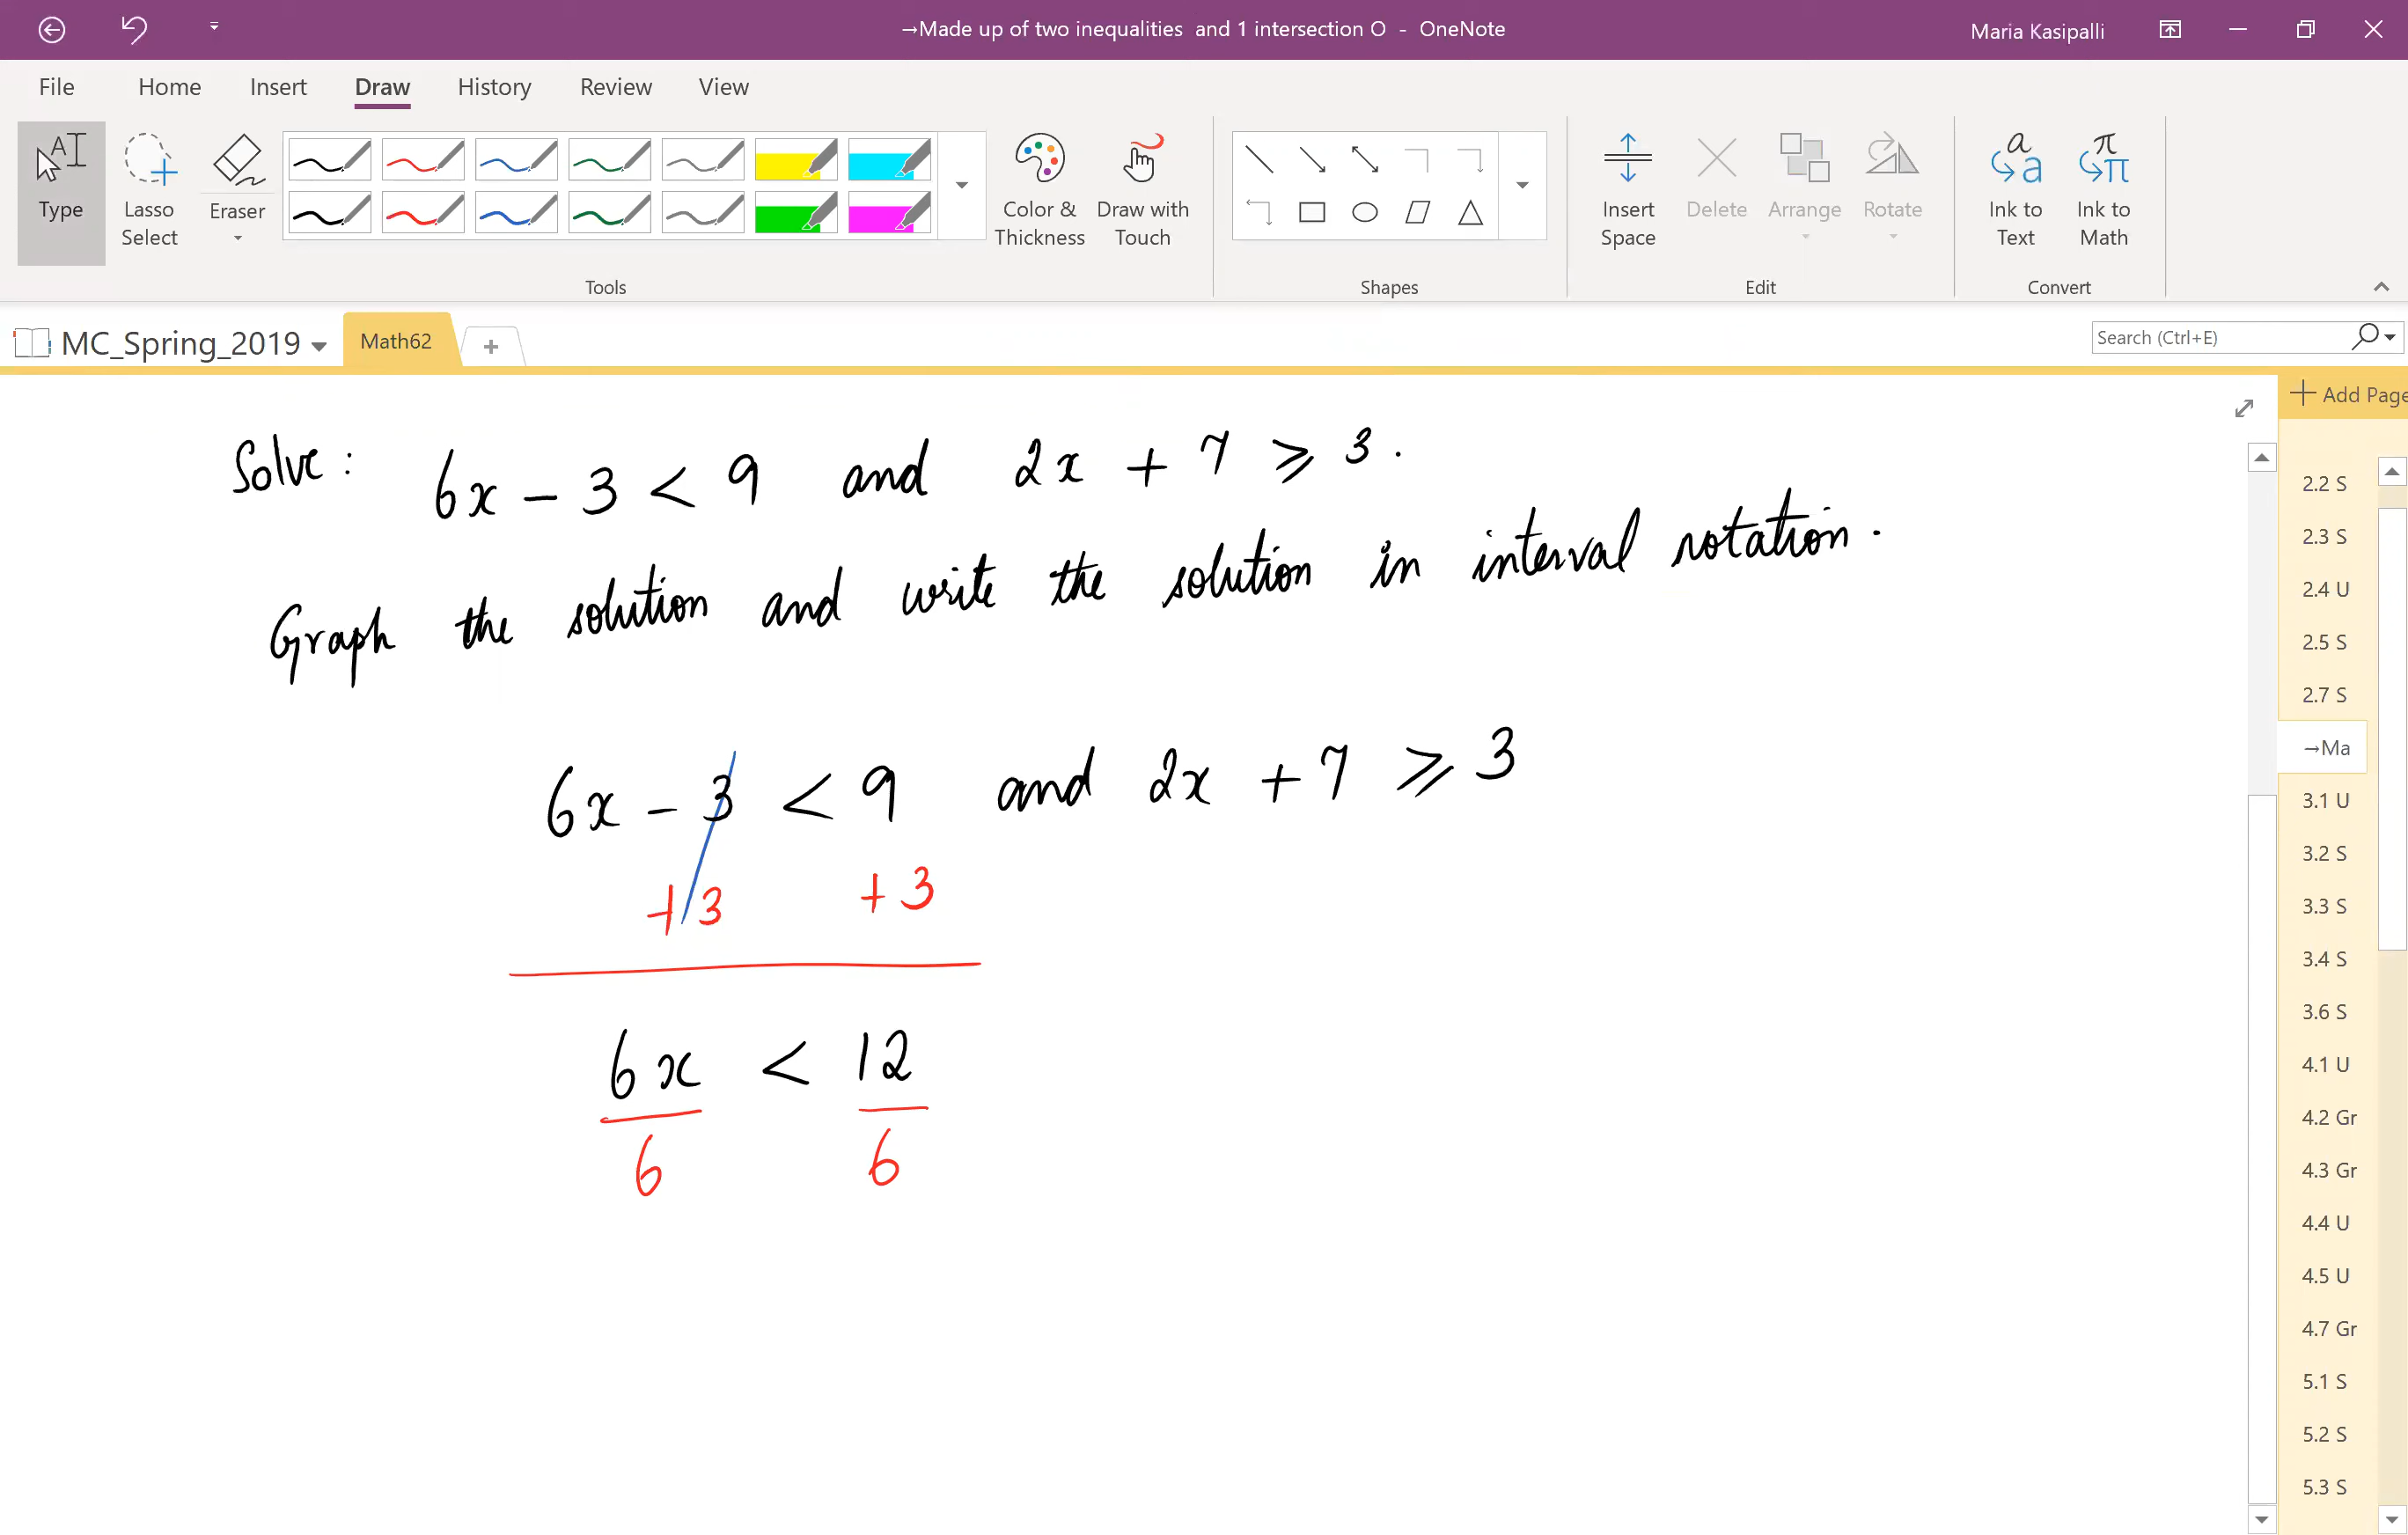 →Made up of two inequalities and 1 intersection O - OneNote
Maria Kasipalli
File Home Insert Draw History Review View
Type
Lasso Select
Eraser
Color & Thickness
Draw with Touch
Insert Space
Delete
Arrange
Rotate
Ink to Text
Ink to Math
Tools
Shapes
Edit
Convert
MC_Spring_2019
Math62
Search (Ctrl+E)
Add Page
Solve: 6x - 3 < 9 and 2x + 7 ⩾ 3.
Graph the solution and write the solution in interval notation.
6x - 3 < 9 and 2x + 7 ⩾ 3
+3 +3
6x < 12
6 6
2.2 S
2.3 S
2.4 U
2.5 S
2.7 S
→Ma
3.1 U
3.2 S
3.3 S
3.4 S
3.6 S
4.1 U
4.2 Gr
4.3 Gr
4.4 U
4.5 U
4.7 Gr
5.1 S
5.2 S
5.3 S